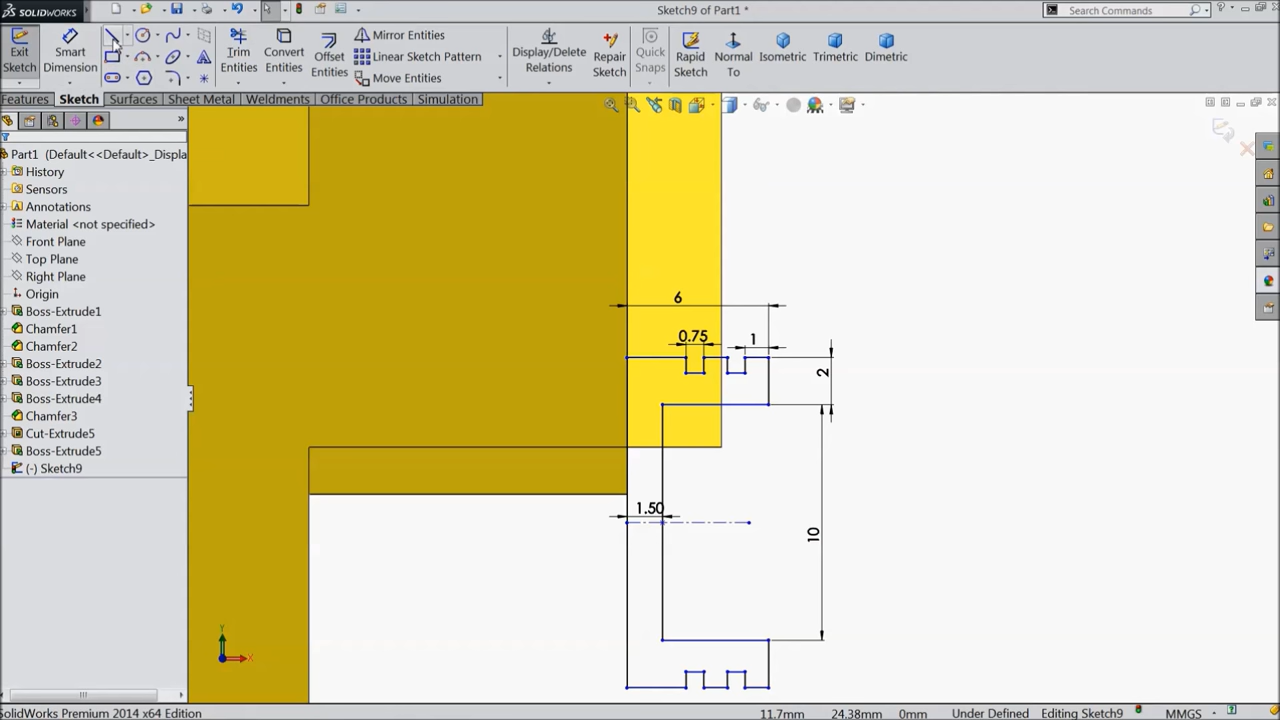 SOLIDWORKS
Sketch9 of Part1 *
Search Commands
Exit Sketch
Smart Dimension
Trim Entities
Convert Entities
Offset Entities
Mirror Entities
Linear Sketch Pattern
Move Entities
Display/Delete Relations
Repair Sketch
Quick Snaps
Rapid Sketch
Normal To
Isometric
Trimetric
Dimetric
Features
Sketch
Surfaces
Sheet Metal
Weldments
Office Products
Simulation
Part1 (Default<<Default>_Displa
History
Sensors
Annotations
Material <not specified>
Front Plane
Top Plane
Right Plane
Origin
Boss-Extrude1
Chamfer1
Chamfer2
Boss-Extrude2
Boss-Extrude3
Boss-Extrude4
Chamfer3
Cut-Extrude5
Boss-Extrude5
(-) Sketch9
6
0.75
1
2
1.50
10
Y
X
SolidWorks Premium 2014 x64 Edition
11.7mm
24.38mm
0mm
Under Defined
Editing Sketch9
MMGS